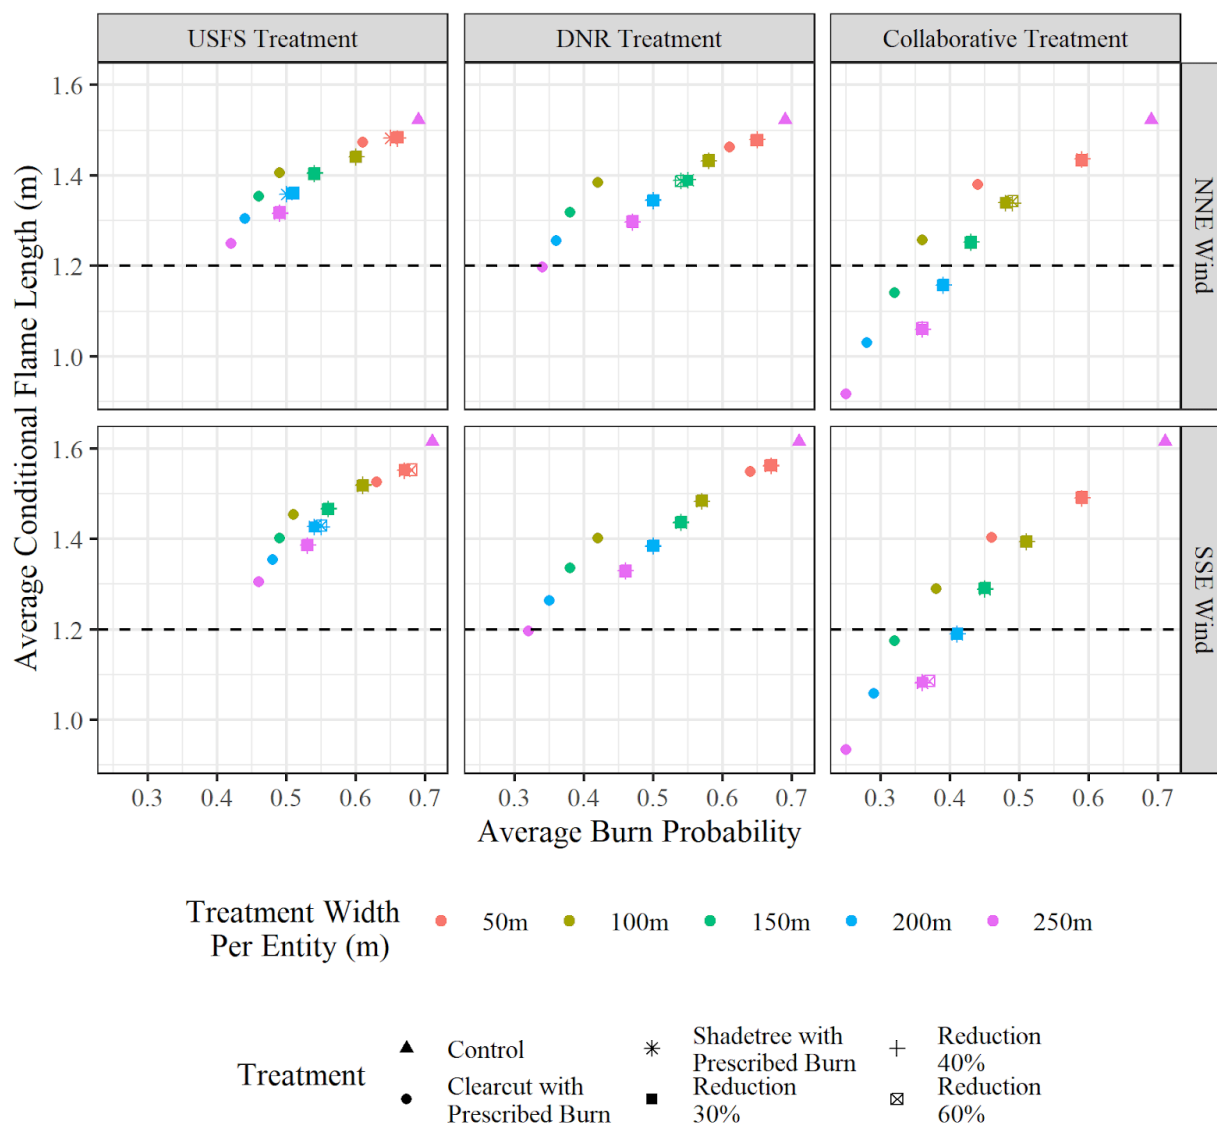 USFS Treatment
DNR Treatment
Collaborative Treatment
Average Conditional Flame Length (m)
1.6
1.4
1.2
1.0
NNE Wind
1.6
1.4
1.2
1.0
SSE Wind
0.3 0.4 0.5 0.6 0.7
0.3 0.4 0.5 0.6 0.7
0.3 0.4 0.5 0.6 0.7
Average Burn Probability
Treatment Width
Per Entity (m)
50m
100m
150m
200m
250m
Treatment
Control
Clearcut with
Prescribed Burn
Shadetree with
Prescribed Burn
Reduction
30%
Reduction
40%
Reduction
60%